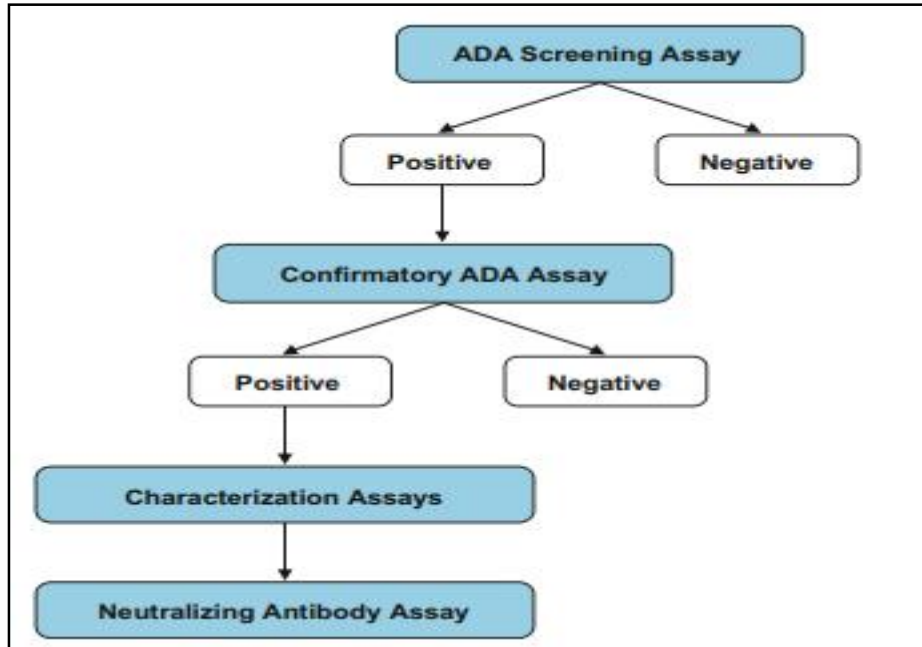 ADA Screening Assay
Positive
Negative
Confirmatory ADA Assay
Positive
Negative
Characterization Assays
Neutralizing Antibody Assay